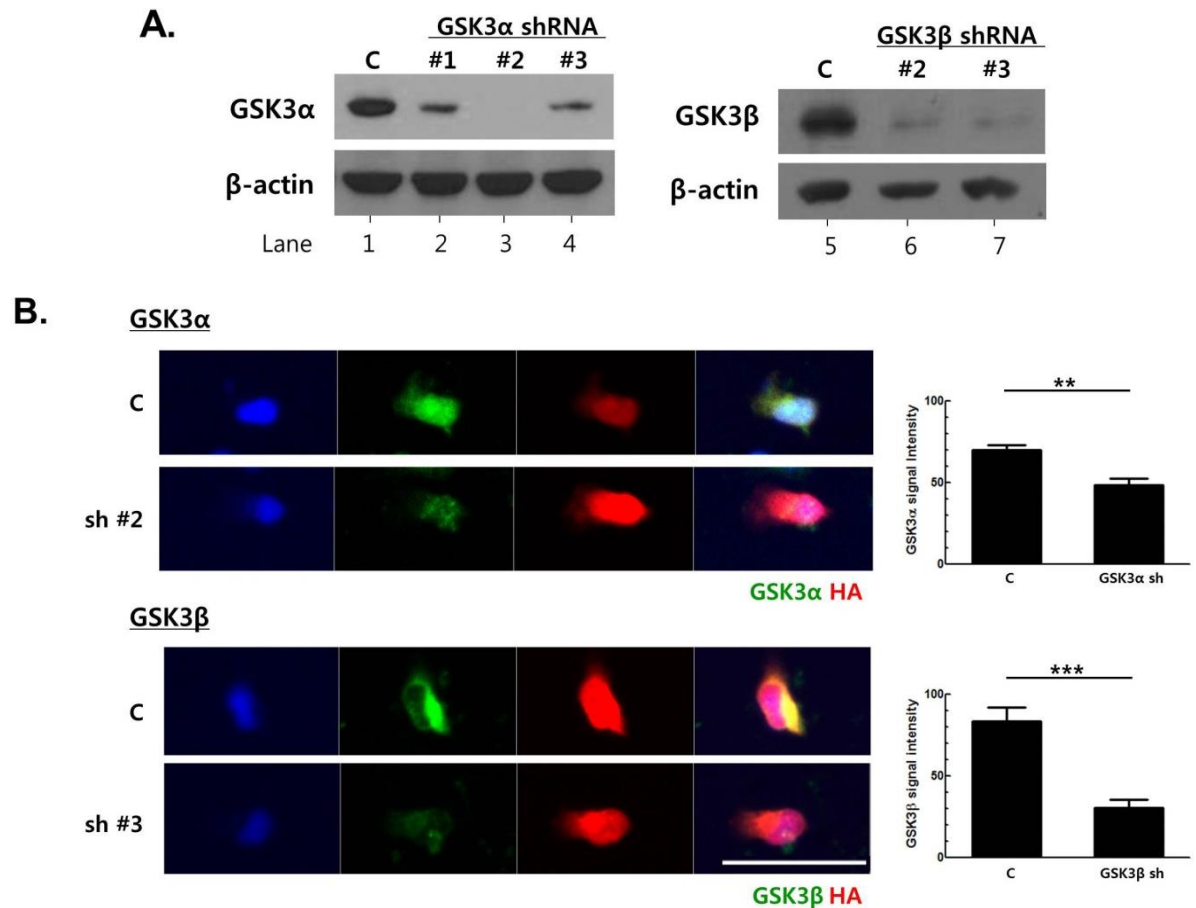 A.
GSK3α shRNA
C #1 #2 #3
GSK3α
β-actin
Lane 1 2 3 4
GSK3β shRNA
C #2 #3
GSK3β
β-actin
5 6 7
B.
GSK3α
C
sh #2
GSK3α HA
**
100
50
0
GSK3α signal Intensity
C GSK3α sh
GSK3β
C
sh #3
GSK3β HA
***
100
50
0
GSK3β signal intensity
C GSK3β sh